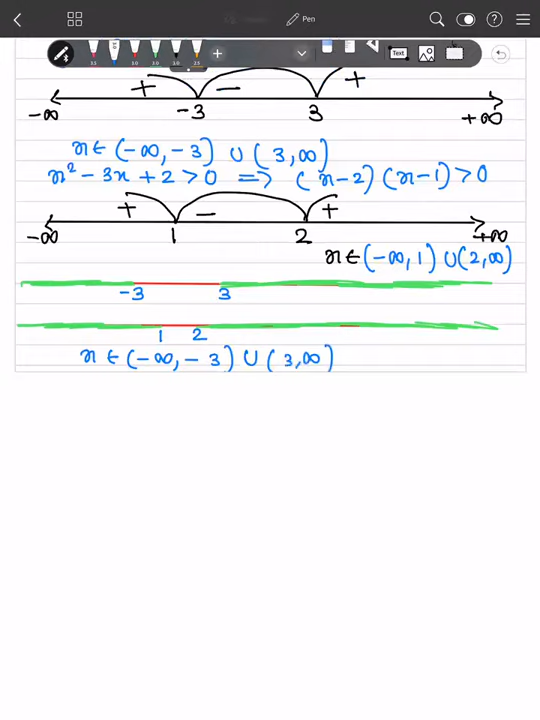 Pen
Text
+ − +
-∞ -3 3 +∞
x ∈ (-∞, -3) ∪ (3, ∞)
x² - 3x + 2 > 0 => (x-2) (x-1) > 0
+ − +
-∞ 1 2 +∞
x ∈ (-∞, 1) ∪ (2, ∞)
-3 3
1 2
x ∈ (-∞, -3) ∪ (3, ∞)